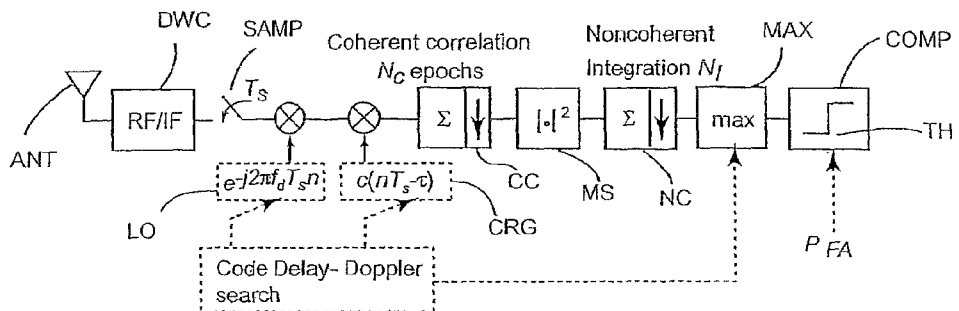 DWC
SAMP
Coherent correlation
N_C epochs
Noncoherent
Integration N_I
MAX
COMP
ANT
RF/IF
T_S
Σ
|•|²
Σ
max
TH
e^-j2πf_dT_sn
c(nT_s-τ)
CC
MS
NC
LO
CRG
P_FA
Code Delay- Doppler
search